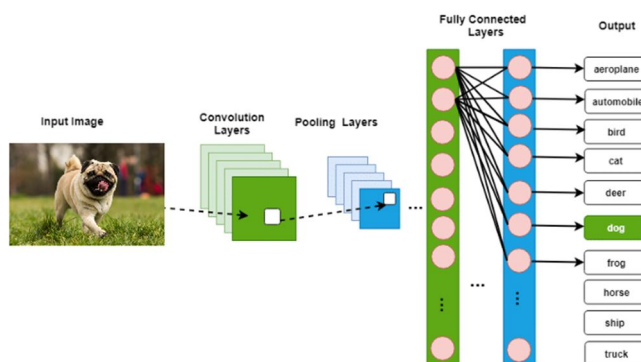 Fully Connected
Layers
Output
Input Image
Convolution
Layers
Pooling Layers
aeroplane
automobile
bird
cat
deer
dog
frog
horse
ship
truck
...
...
...
...